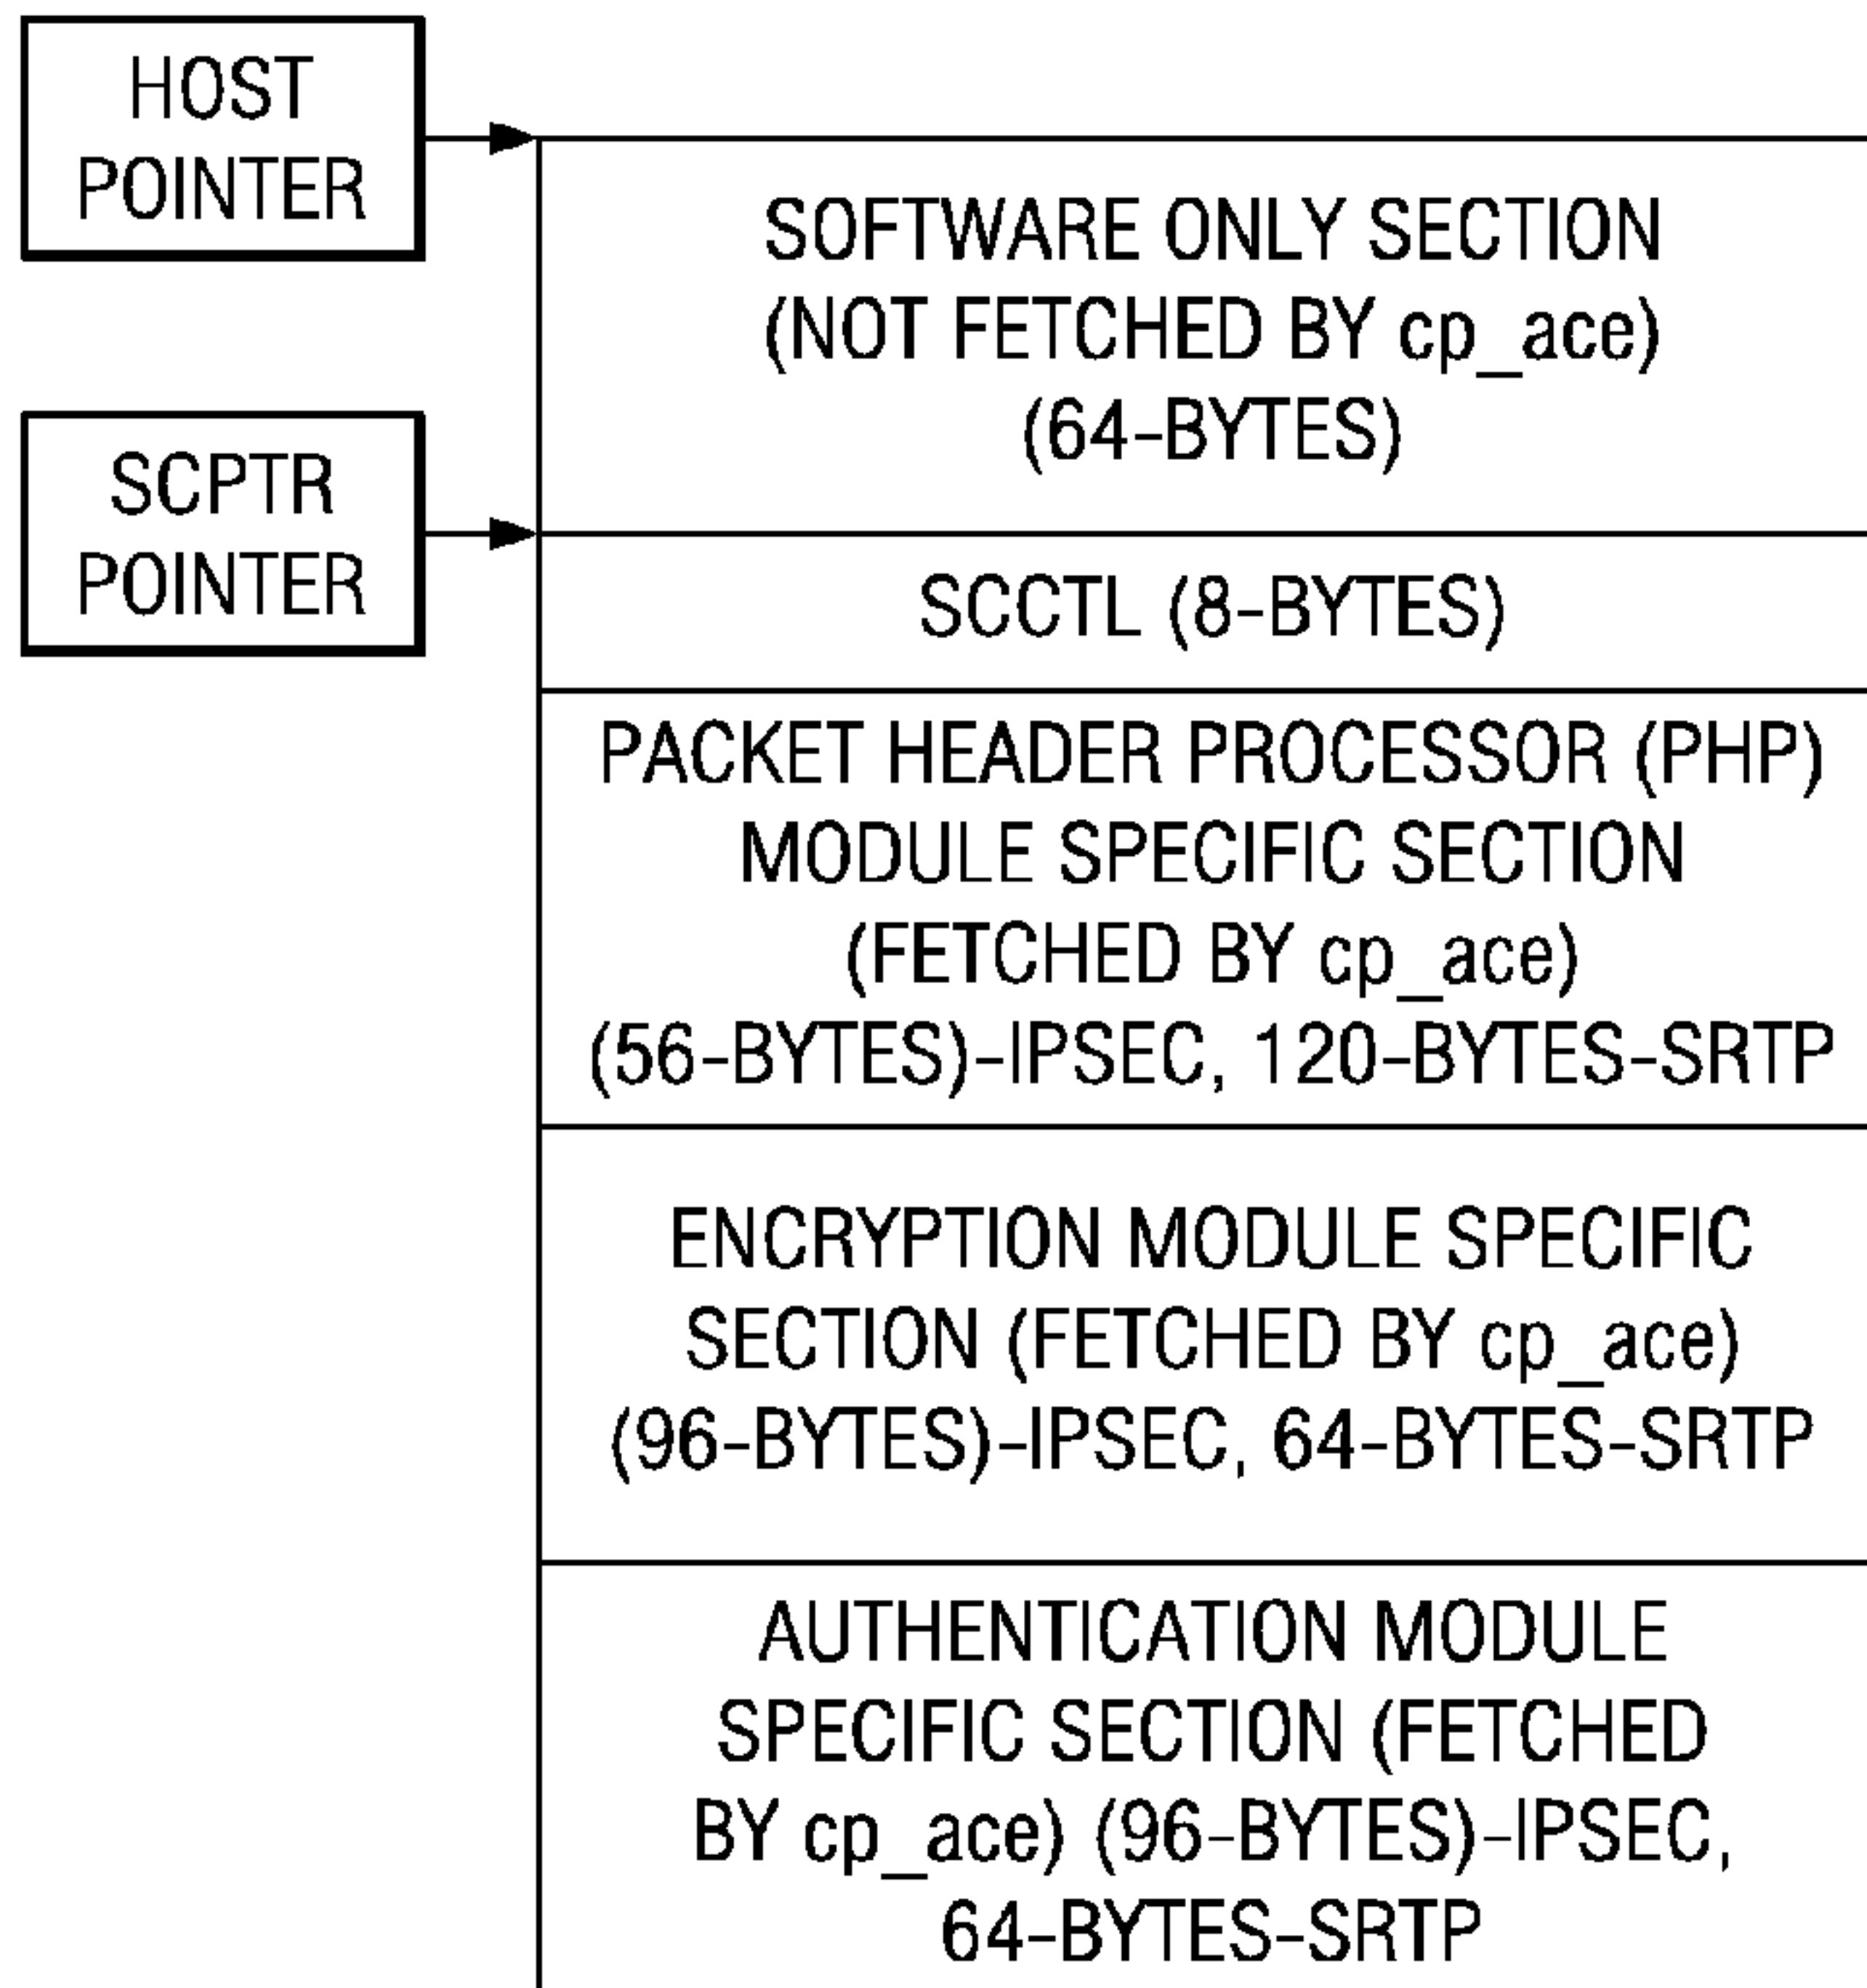 HOST
POINTER
SOFTWARE ONLY SECTION
(NOT FETCHED BY cp_ace)
(64-BYTES)
SCPTR
POINTER
SCCTL (8-BYTES)
PACKET HEADER PROCESSOR (PHP)
MODULE SPECIFIC SECTION
(FETCHED BY cp_ace)
(56-BYTES)-IPSEC, 120-BYTES-SRTP
ENCRYPTION MODULE SPECIFIC
SECTION (FETCHED BY cp_ace)
(96-BYTES)-IPSEC, 64-BYTES-SRTP
AUTHENTICATION MODULE
SPECIFIC SECTION (FETCHED
BY cp_ace) (96-BYTES)-IPSEC,
64-BYTES-SRTP